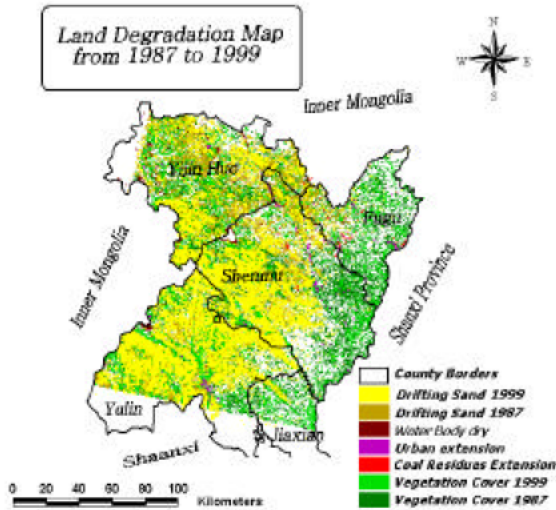 Land Degradation Map
from 1987 to 1999
N
W E
S
Inner Mongolia
Yijin Huo
Fugu
Inner Mongolia
Shenmu
Shanxi Province
Yulin
Jiaxian
Shaanxi
County Borders
Drifting Sand 1999
Drifting Sand 1987
Water Body dry
Urban extension
Coal Residues Extension
Vegetation Cover 1999
Vegetation Cover 1987
0 20 40 60 80 100 Kilometers